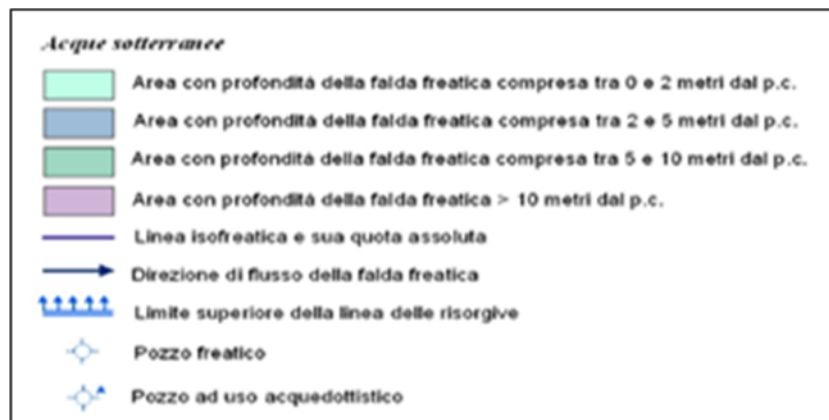 Acque sotterranee
Area con profondità della falda freatica compresa tra 0 e 2 metri dal p.c.
Area con profondità della falda freatica compresa tra 2 e 5 metri dal p.c.
Area con profondità della falda freatica compresa tra 5 e 10 metri dal p.c.
Area con profondità della falda freatica > 10 metri dal p.c.
Linea isofreatica e sua quota assoluta
Direzione di flusso della falda freatica
Limite superiore della linea delle risorgive
Pozzo freatico
Pozzo ad uso acquedottistico